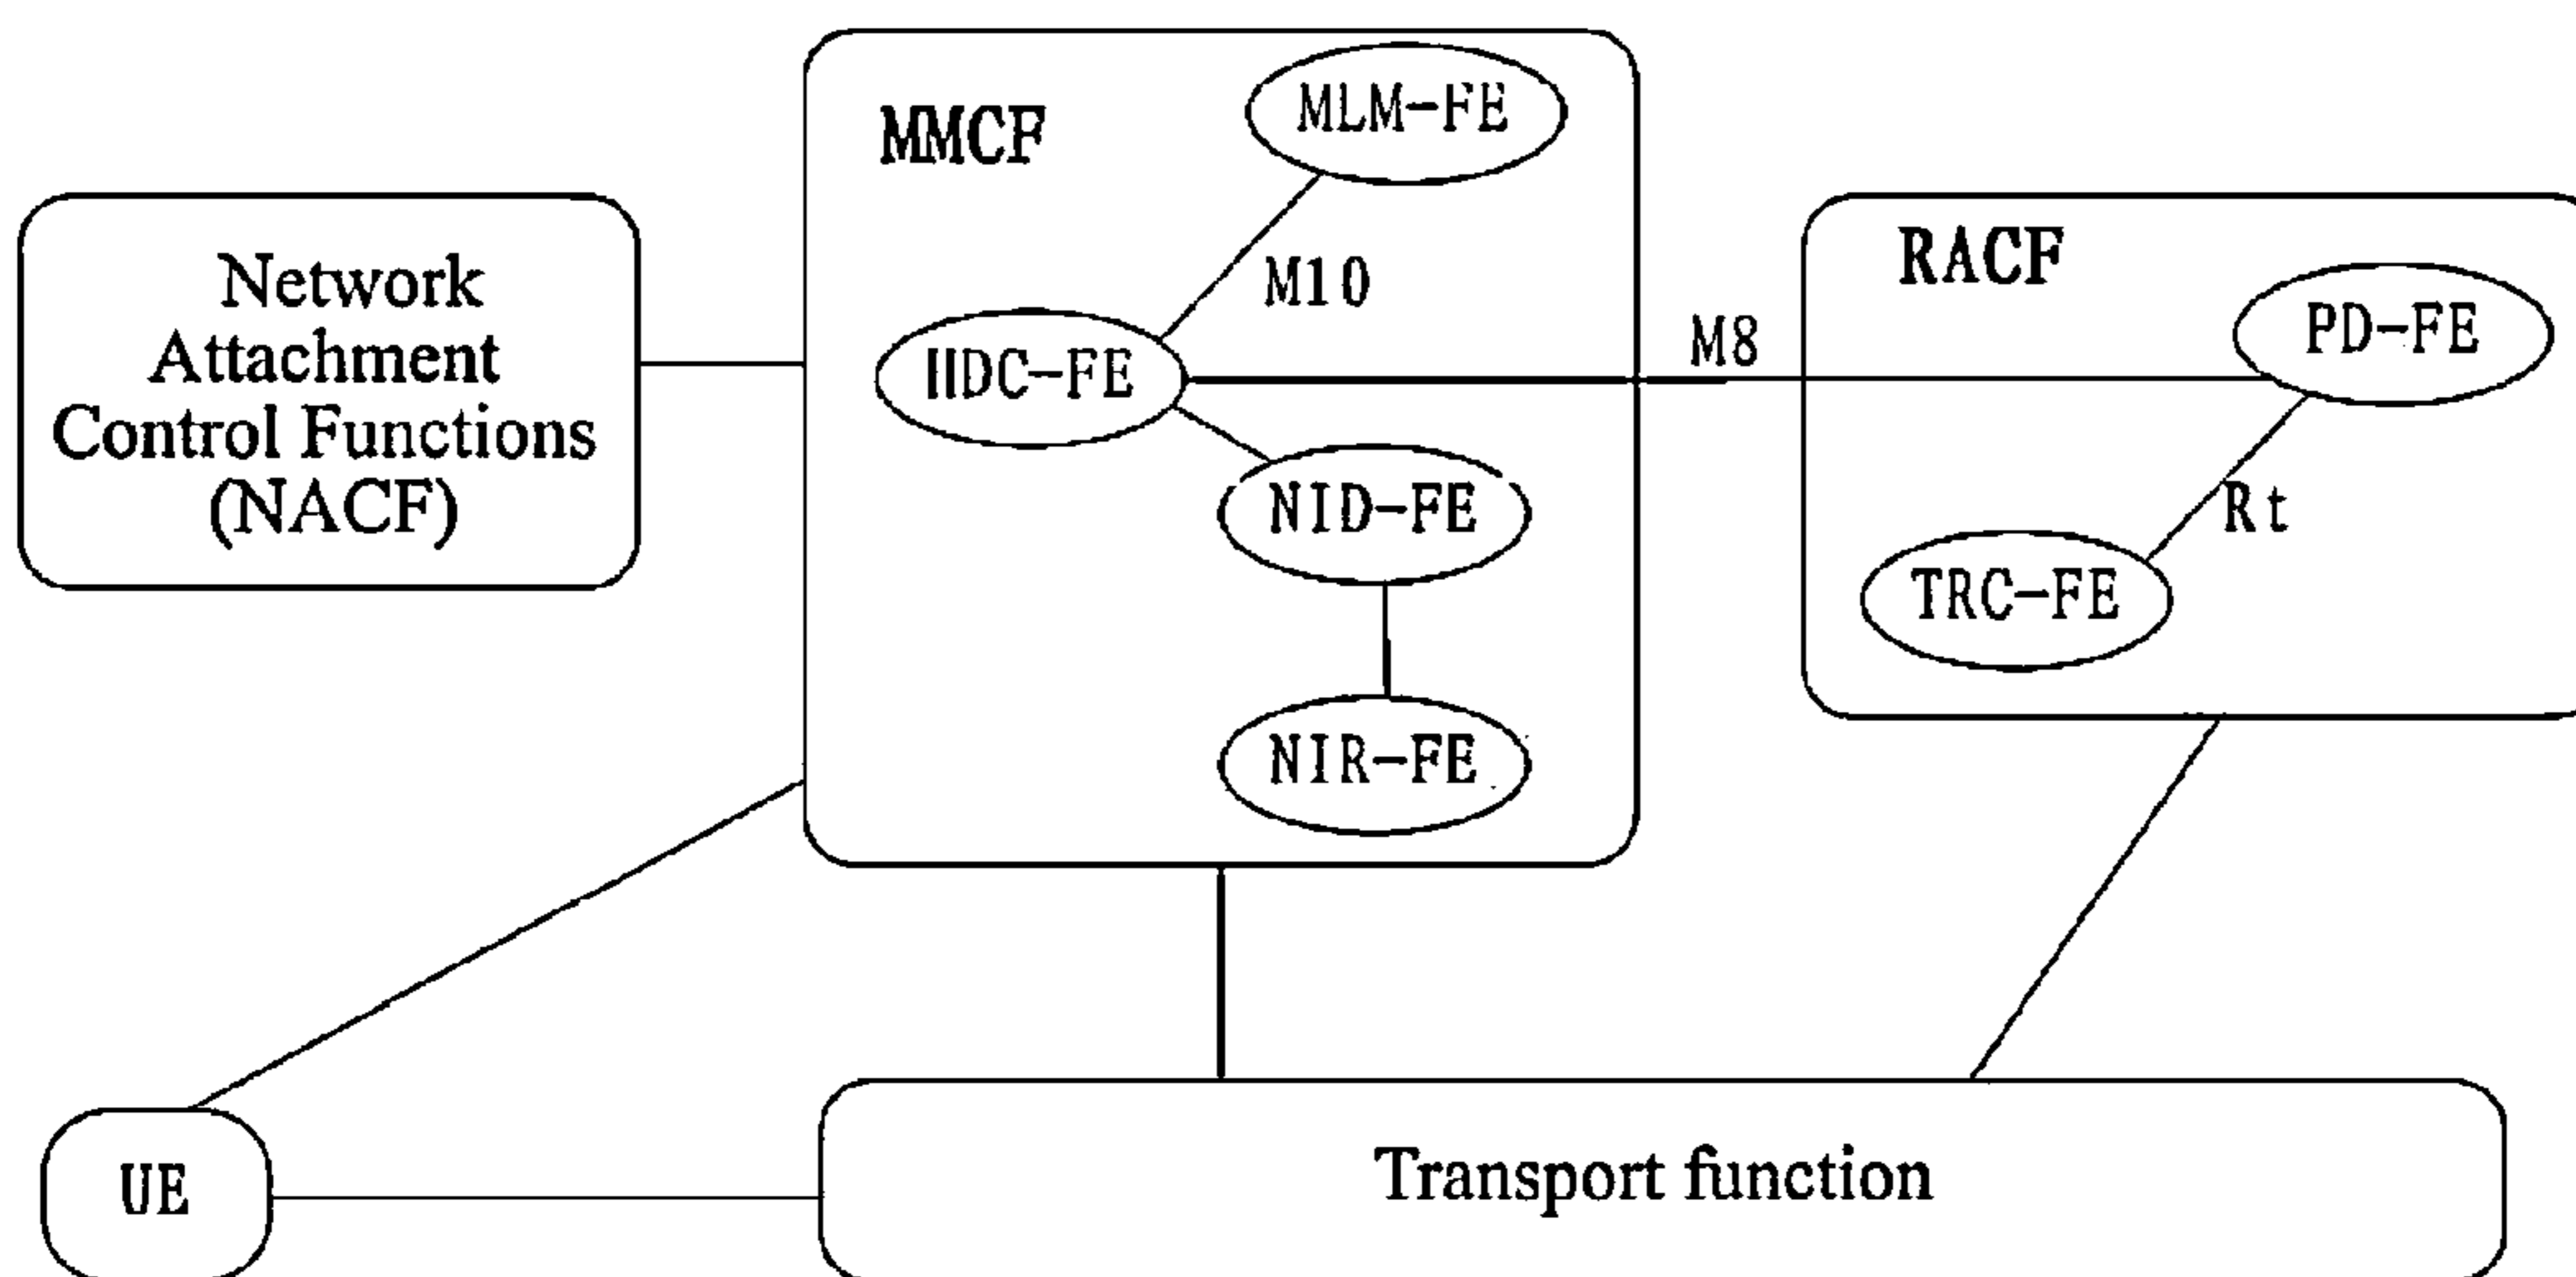 MMCF
MLM-FE
Network
Attachment
Control Functions
(NACF)
M10
HDC-FE
NID-FE
NIR-FE
M8
RACF
PD-FE
Rt
TRC-FE
UE
Transport function